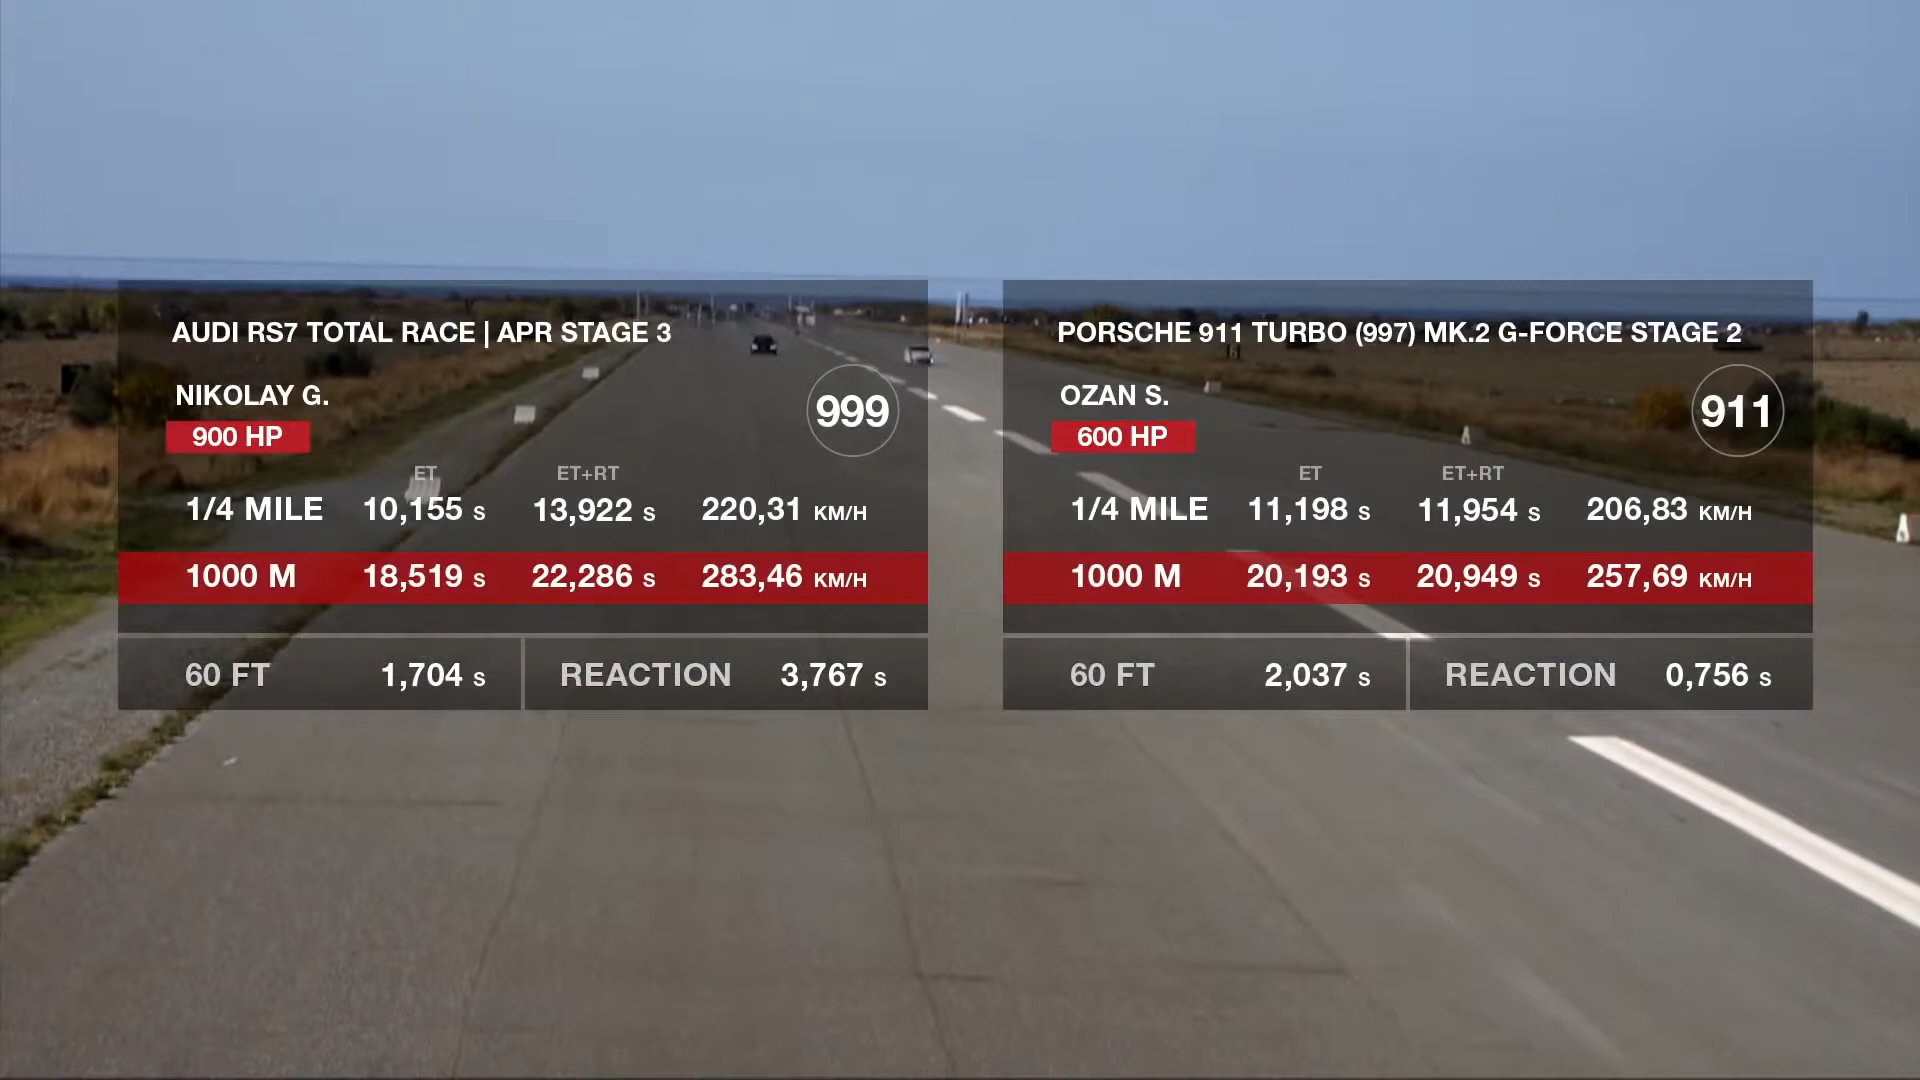 AUDI RS7 TOTAL RACE | APR STAGE 3
NIKOLAY G.
900 HP
999
ET ET+RT
1/4 MILE 10,155 S 13,922 S 220,31 KM/H
1000 M 18,519 S 22,286 S 283,46 KM/H
60 FT 1,704 S REACTION 3,767 S
PORSCHE 911 TURBO (997) MK.2 G-FORCE STAGE 2
OZAN S.
600 HP
911
ET ET+RT
1/4 MILE 11,198 S 11,954 S 206,83 KM/H
1000 M 20,193 S 20,949 S 257,69 KM/H
60 FT 2,037 S REACTION 0,756 S